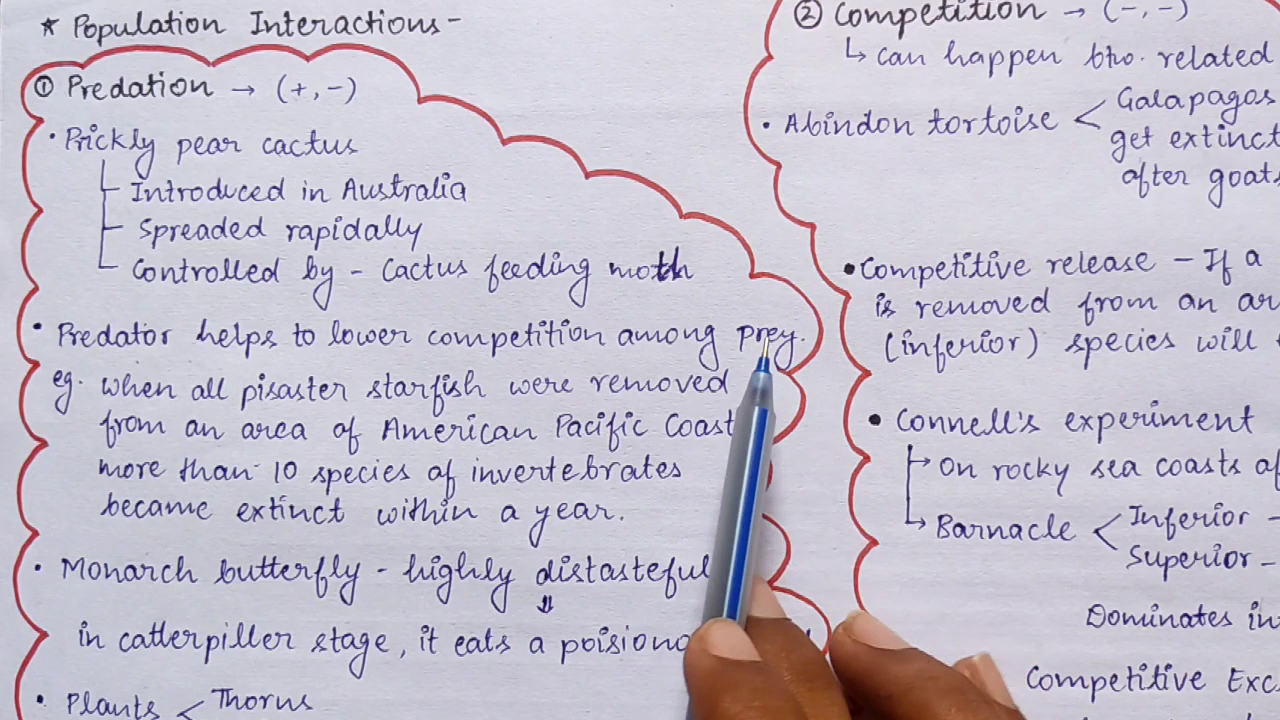 * Population Interactions -
① Predation → (+, -)
• Prickly pear cactus
Introduced in Australia
Spreaded rapidally
Controlled by - Cactus feeding moth
• Predator helps to lower competition among prey.
eg. when all pisaster starfish were removed
from an area of American Pacific Coast
more than 10 species of invertebrates
became extinct within a year.
• Monarch butterfly - highly distasteful
⇓
in catterpiller stage, it eats a poisiono
• Plants < Thorns
② Competition → (-, -)
↳ can happen btw. related
• Abindon tortoise < Galapagos
get extinct
after goats
• Competitive release - If a
is removed from an ar
(inferior) species will
• Connell's experiment
→ On rocky sea coasts of
→ Barnacle < Inferior -
Superior -
Dominates in
Competitive Exc